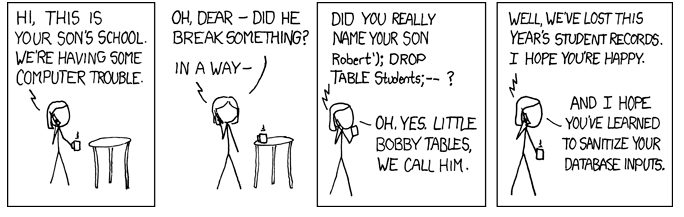 HI, THIS IS
YOUR SON'S SCHOOL.
WE'RE HAVING SOME
COMPUTER TROUBLE.
OH, DEAR – DID HE
BREAK SOMETHING?
IN A WAY–
DID YOU REALLY
NAME YOUR SON
Robert'); DROP
TABLE Students;-- ?
OH, YES. LITTLE
BOBBY TABLES,
WE CALL HIM.
WELL, WE'VE LOST THIS
YEAR'S STUDENT RECORDS.
I HOPE YOU'RE HAPPY.
AND I HOPE
YOU'VE LEARNED
TO SANITIZE YOUR
DATABASE INPUTS.